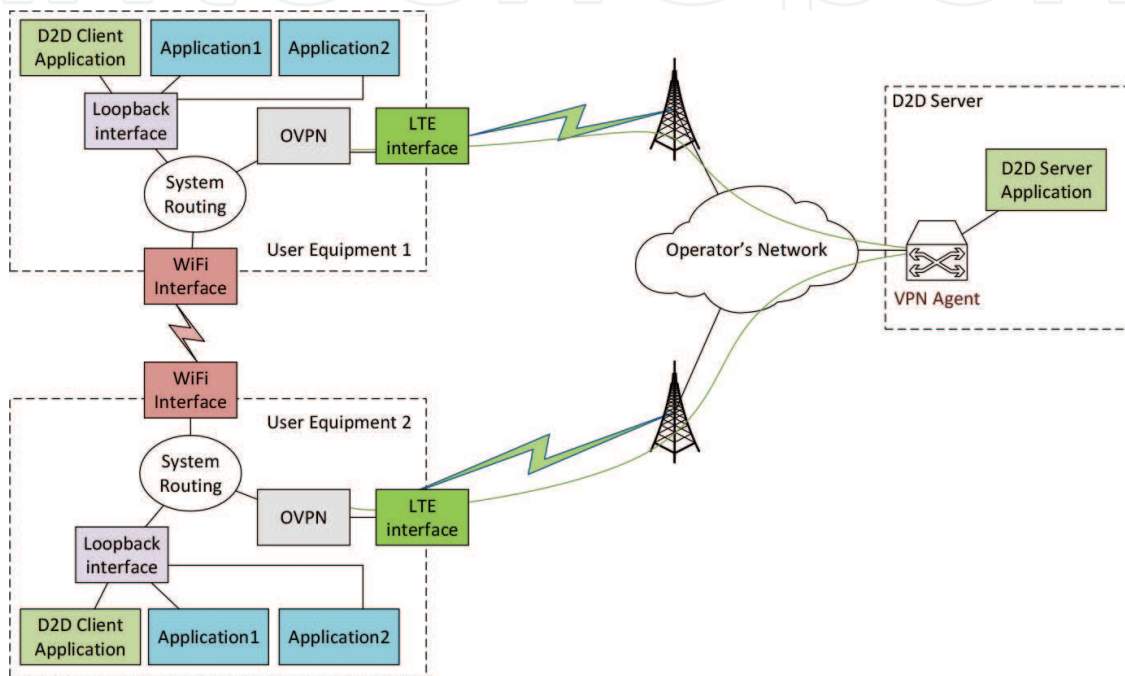 D2D Client
Application
Application1
Application2
Loopback
interface
OVPN
LTE
interface
System
Routing
User Equipment 1
WiFi
Interface
D2D Server
D2D Server
Application
Operator's Network
VPN Agent
WiFi
Interface
User Equipment 2
System
Routing
OVPN
LTE
interface
Loopback
interface
D2D Client
Application
Application1
Application2